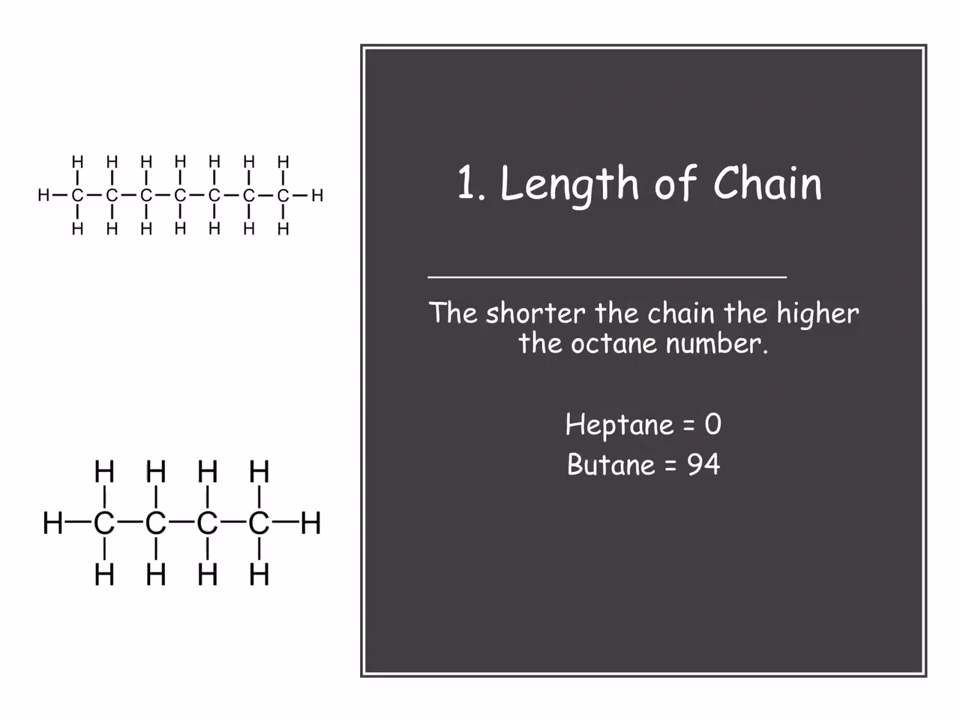 H H H H H H H
H C C C C C C C H
H H H H H H H
1. Length of Chain
The shorter the chain the higher
the octane number.
Heptane = 0
Butane = 94
H H H H
H C C C C H
H H H H